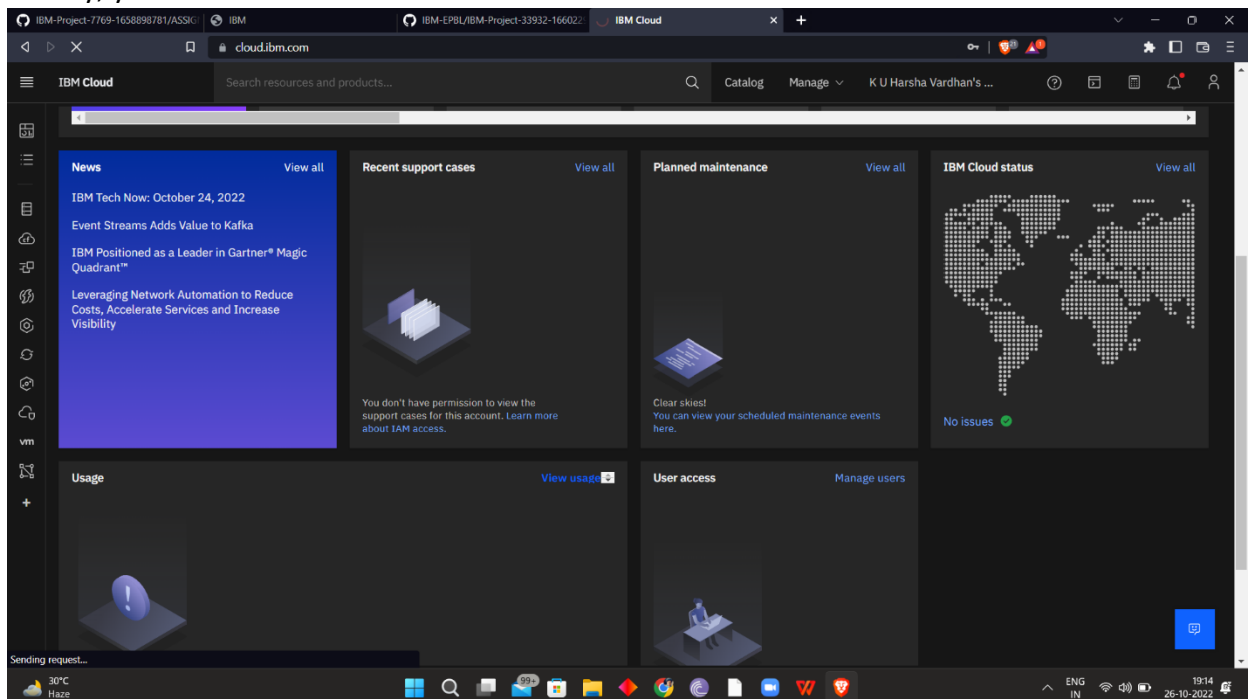 IBM-Project-7769-1658898781/ASSIG
IBM
IBM-EPBL/IBM-Project-33932-166022
IBM Cloud
cloud.ibm.com
IBM Cloud
Search resources and products...
Catalog
Manage
K U Harsha Vardhan's ...
News
View all
IBM Tech Now: October 24, 2022
Event Streams Adds Value to Kafka
IBM Positioned as a Leader in Gartner® Magic
Quadrant™
Leveraging Network Automation to Reduce
Costs, Accelerate Services and Increase
Visibility
Recent support cases
View all
You don't have permission to view the
support cases for this account. Learn more
about IAM access.
Planned maintenance
View all
Clear skies!
You can view your scheduled maintenance events
here.
IBM Cloud status
View all
No issues
vm
Usage
View usage
User access
Manage users
Sending request...
30°C
Haze
99+
ENG
IN
19:14
26-10-2022